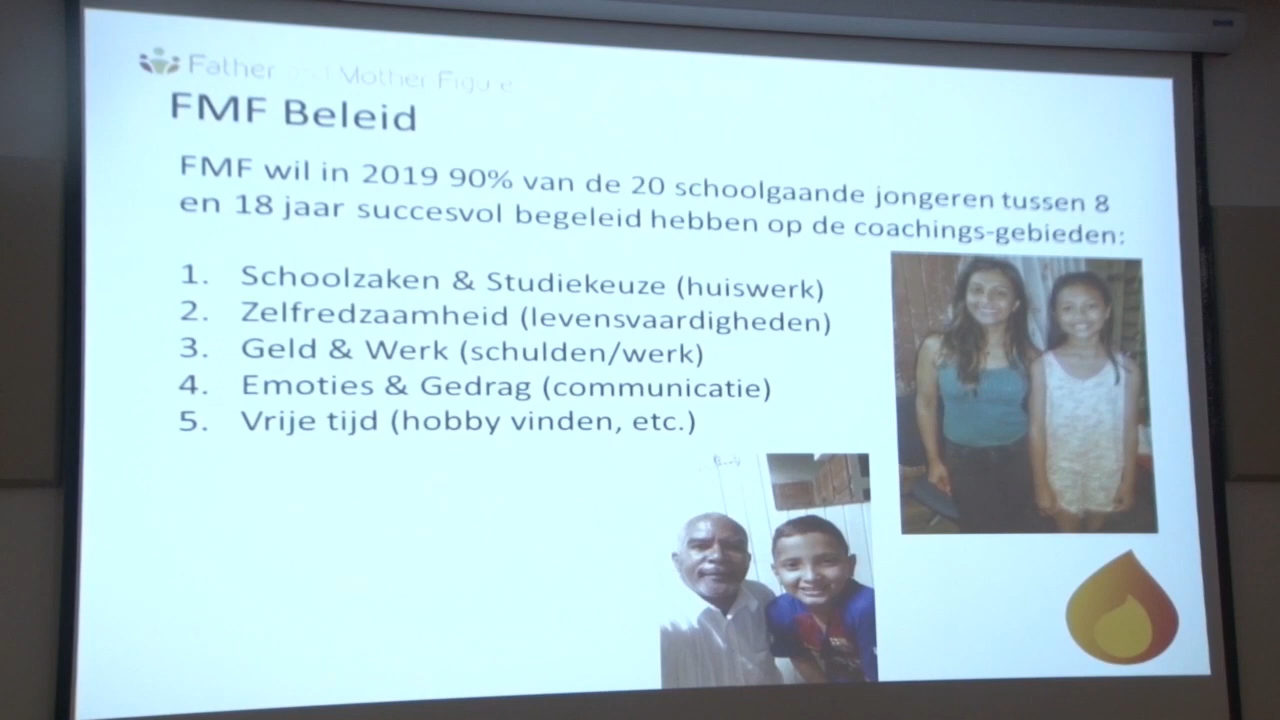 Father and Mother Figure
FMF Beleid
FMF wil in 2019 90% van de 20 schoolgaande jongeren tussen 8
en 18 jaar succesvol begeleid hebben op de coachings-gebieden:
1. Schoolzaken & Studiekeuze (huiswerk)
2. Zelfredzaamheid (levensvaardigheden)
3. Geld & Werk (schulden/werk)
4. Emoties & Gedrag (communicatie)
5. Vrije tijd (hobby vinden, etc.)